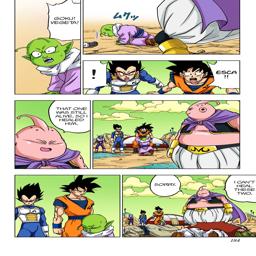 GOKU!
VEGETA!
ムクッ
!
ESCA
!!
THAT ONE
WAS STILL
ALIVE, SO I
HEALED
HIM.
SORRY.
I CAN'T
HEAL
THESE
TWO.